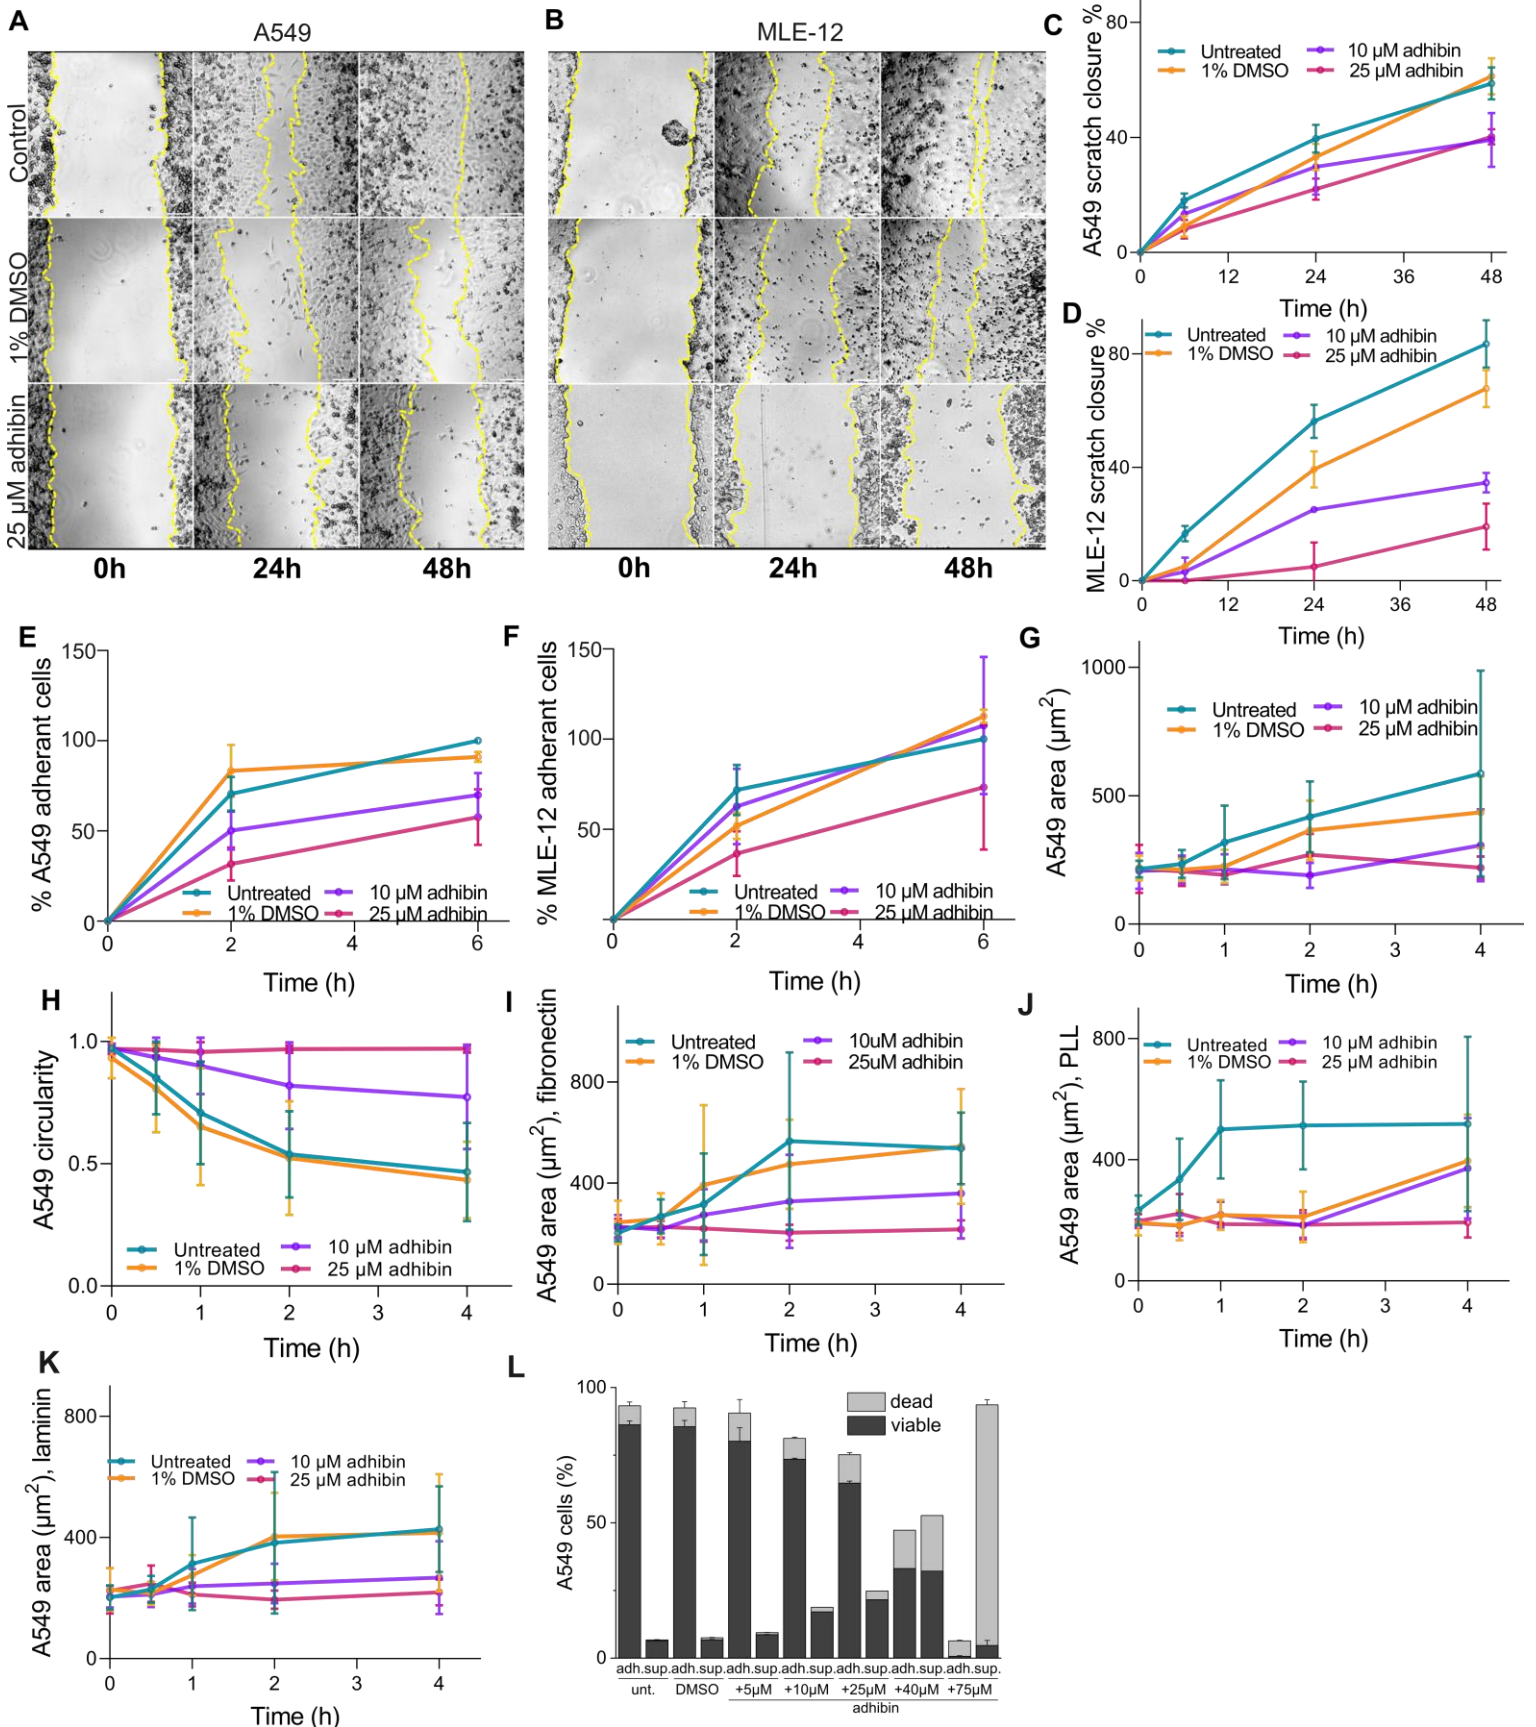 A
A549
Control
1% DMSO
25 µM adhibin
0h
24h
48h
B
MLE-12
0h
24h
48h
C
A549 scratch closure %
80
40
0
Untreated
1% DMSO
10 µM adhibin
25 µM adhibin
0
12
24
36
48
Time (h)
D
MLE-12 scratch closure %
80
40
0
Untreated
1% DMSO
10 µM adhibin
25 µM adhibin
0
12
24
36
48
Time (h)
E
% A549 adherant cells
150
100
50
0
Untreated
1% DMSO
10 µM adhibin
25 µM adhibin
0
2
4
6
Time (h)
F
% MLE-12 adherant cells
150
100
50
Untreated
1% DMSO
10 µM adhibin
25 µM adhibin
0
2
4
6
Time (h)
G
A549 area (µm²)
1000
500
0
Untreated
1% DMSO
10 µM adhibin
25 µM adhibin
0
1
2
3
4
Time (h)
H
A549 circularity
1.0
0.5
0.0
Untreated
1% DMSO
10 µM adhibin
25 µM adhibin
0
1
2
3
4
Time (h)
I
A549 area (µm²), fibronectin
800
400
0
Untreated
1% DMSO
10uM adhibin
25uM adhibin
0
1
2
3
4
Time (h)
J
A549 area (µm²), PLL
800
400
0
Untreated
1% DMSO
10 µM adhibin
25 µM adhibin
0
1
2
3
4
Time (h)
K
A549 area (µm²), laminin
800
400
0
Untreated
1% DMSO
10 µM adhibin
25 µM adhibin
0
1
2
3
4
Time (h)
L
A549 cells (%)
100
50
0
dead
viable
adh.sup.adh.sup.adh.sup.adh.sup.adh.sup.adh.sup.adh.sup.
unt. DMSO +5µM +10µM +25µM +40µM +75µM
adhibin